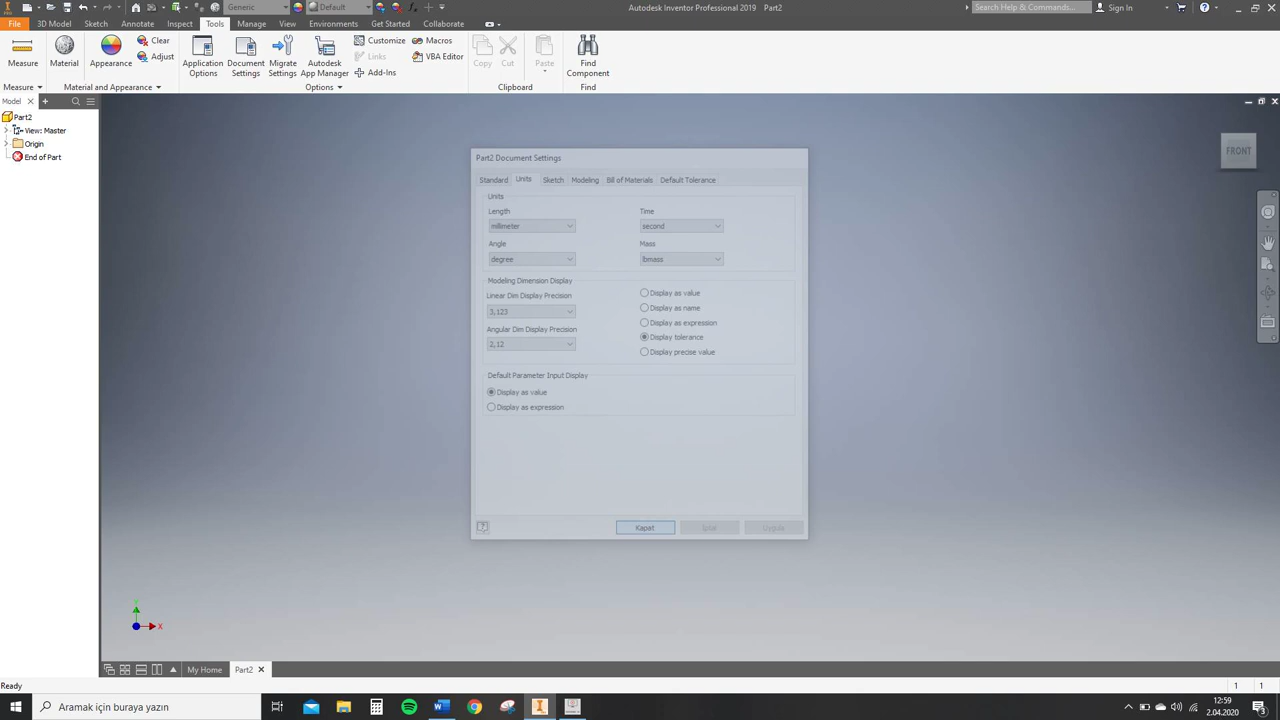 PRO
Generic
Default
Autodesk Inventor Professional 2019 Part2
Search Help & Commands...
Sign In
File
3D Model
Sketch
Annotate
Inspect
Tools
Manage
View
Environments
Get Started
Collaborate
Measure
Material
Appearance
Clear
Adjust
Application Options
Document Settings
Migrate Settings
Autodesk App Manager
Customize
Links
Add-Ins
Macros
VBA Editor
Copy
Cut
Paste
Find Component
Measure
Material and Appearance
Options
Clipboard
Find
Model
Part2
View: Master
Origin
End of Part
FRONT
Part2 Document Settings
Standard
Units
Sketch
Modeling
Bill of Materials
Default Tolerance
Units
Length
Time
millimeter
second
Angle
Mass
degree
lbmass
Modeling Dimension Display
Linear Dim Display Precision
3,123
Angular Dim Display Precision
2,12
Display as value
Display as name
Display as expression
Display tolerance
Display precise value
Default Parameter Input Display
Display as value
Display as expression
Kapat
İptal
Uygula
Y
X
My Home
Part2
Ready
1
1
Aramak için buraya yazın
12:59
2.04.2020